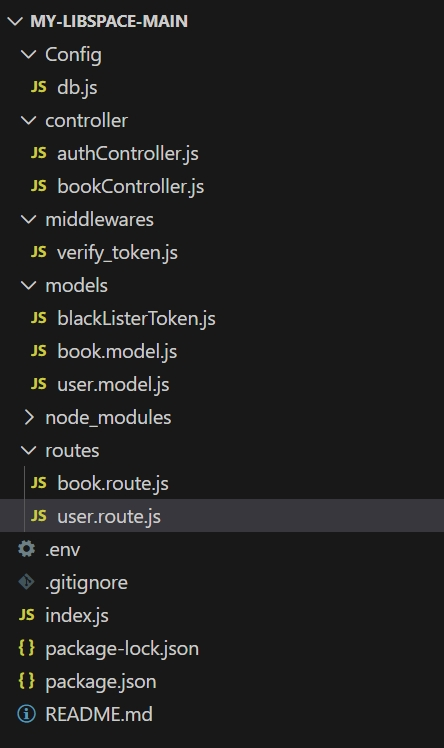 MY-LIBSPACE-MAIN
Config
JS db.js
controller
JS authController.js
JS bookController.js
middlewares
JS verify_token.js
models
JS blackListerToken.js
JS book.model.js
JS user.model.js
node_modules
routes
JS book.route.js
JS user.route.js
.env
.gitignore
JS index.js
{} package-lock.json
{} package.json
README.md